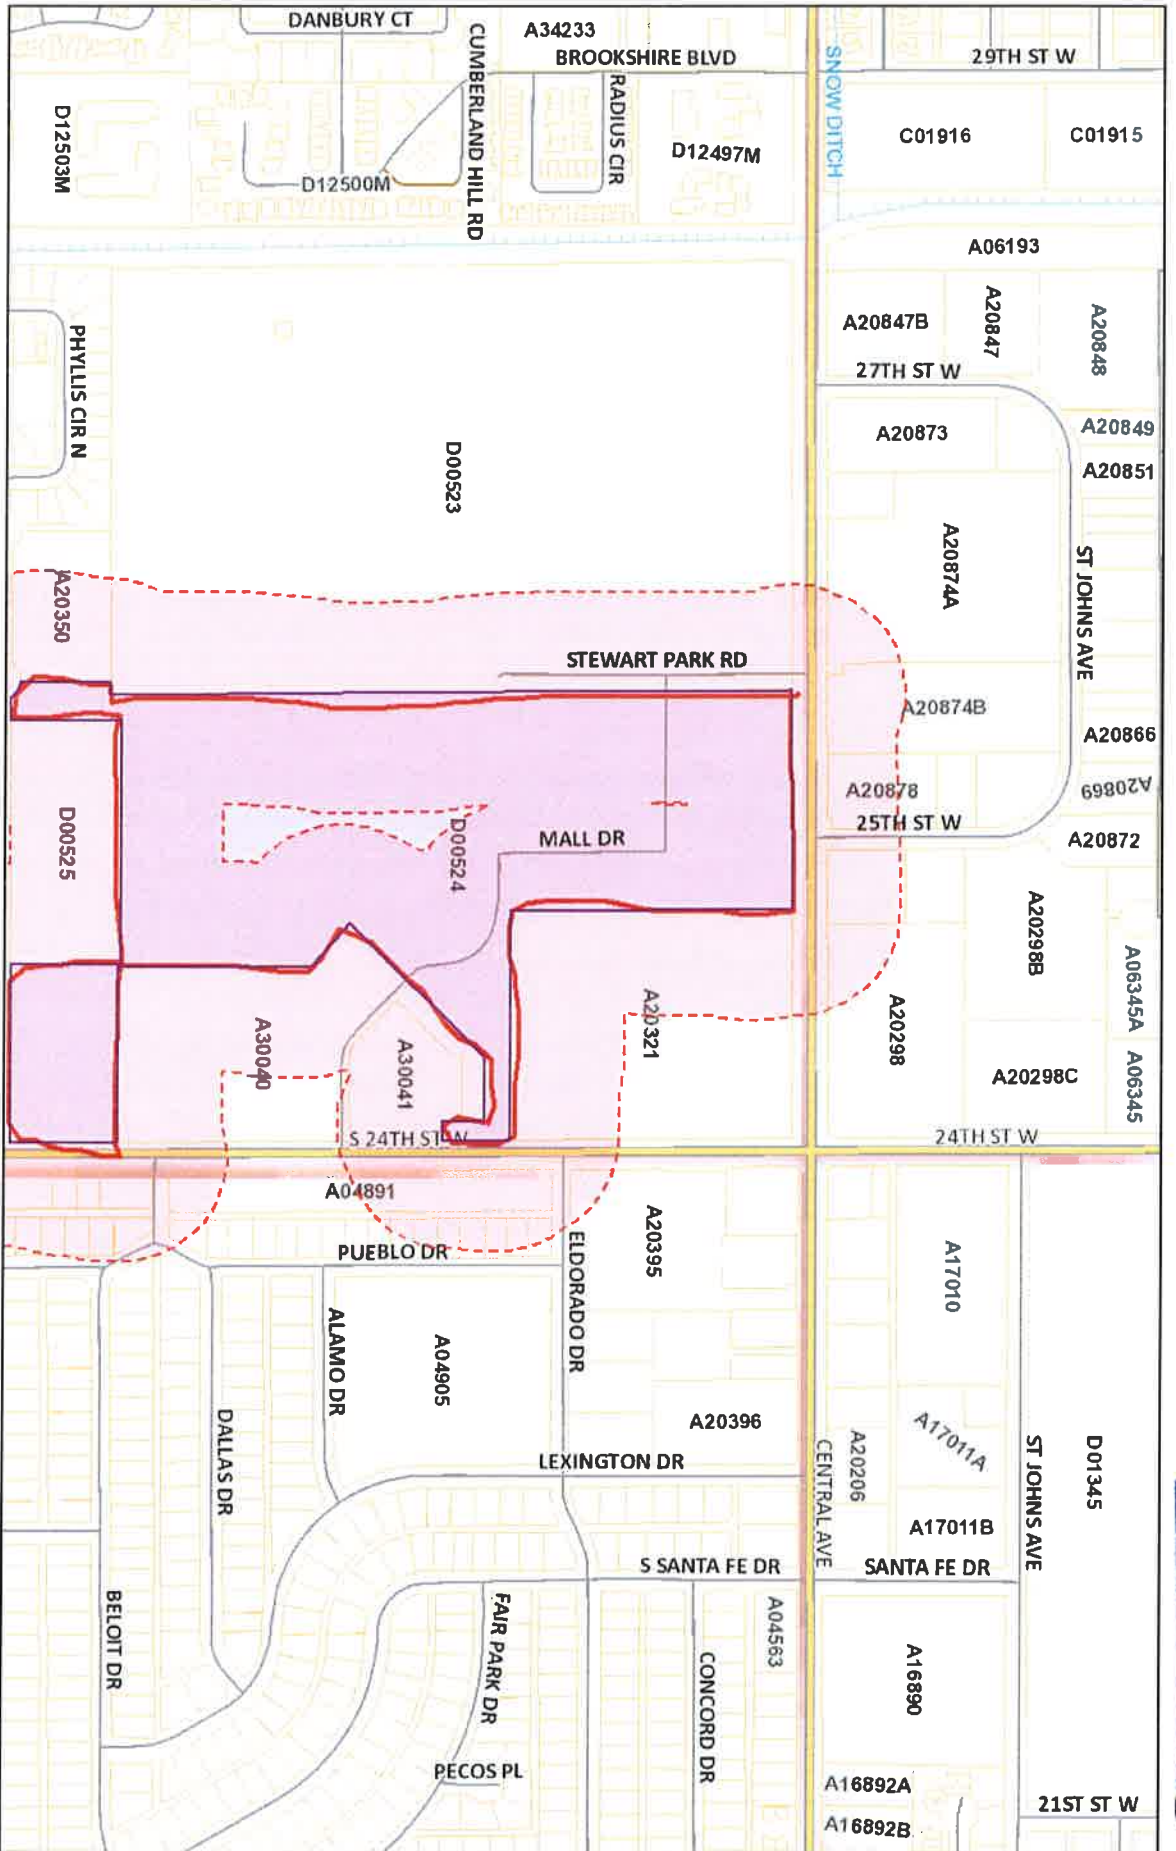 DANBURY CT
A34233
BROOKSHIRE BLVD
29TH ST W
CUMBERLAND HILL RD
RADIUS CIR
SNOW DITCH
D12503M
D12500M
D12497M
C01916
C01915
A06193
A20847B
A20847
A20848
27TH ST W
PHYLLIS CIR N
A20873
A20849
A20851
D00523
A20874A
ST JOHNS AVE
A20350
STEWART PARK RD
A20874B
A20866
A20878
A20869
25TH ST W
A20872
D00525
D00524
MALL DR
A20298B
A06345A
A30040
A30041
A20321
A20298
A20298C
A06345
S 24TH ST W
24TH ST W
A04891
PUEBLO DR
ELDORADO DR
A20395
A17010
ALAMO DR
A04905
A20396
A17011A
DALLAS DR
LEXINGTON DR
CENTRAL AVE
A20206
ST JOHNS AVE
D01345
A17011B
S SANTA FE DR
SANTA FE DR
BELOIT DR
FAIR PARK DR
A04563
CONCORD DR
A16890
PECOS PL
A16892A
A16892B
21ST ST W